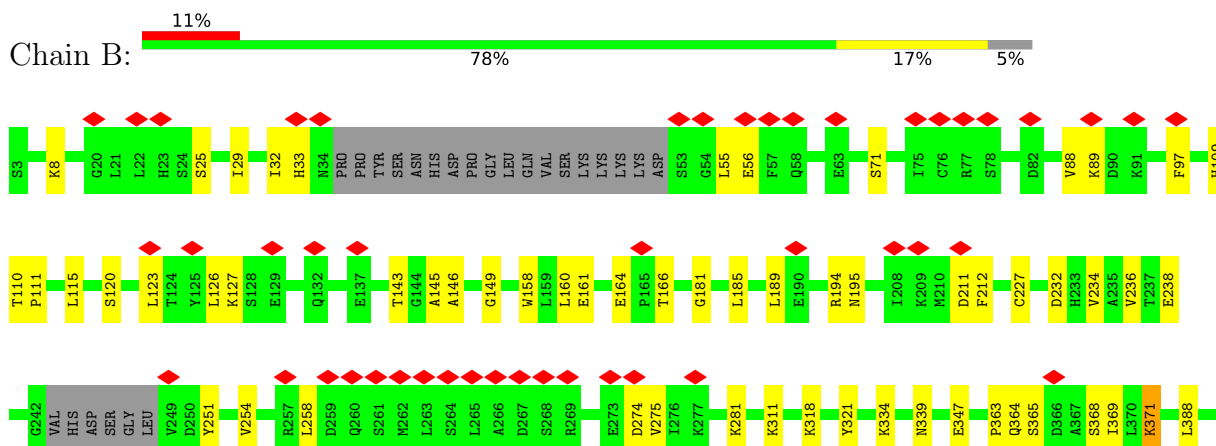 11%
Chain B:
78% 17% 5%
S3 K8 G20 L21 L22 H23 S24 S25 I29 I32 H33 N34 PRO PRO TYR SER ASN HIS ASP PRO GLY LEU GLN VAL SER LYS LYS LYS LYS ASP S53 G54 L55 E56 F57 Q58 E63 S71 I75 C76 R77 S78 D82 V88 K89 D90 K91 F97 H109
T110 P111 L115 S120 L123 T124 Y125 L126 K127 S128 E129 Q132 E137 T143 G144 A145 A146 G149 W158 L159 L160 E161 E164 P165 T166 G181 L185 L189 E190 R194 N195 I208 K209 M210 D211 F212 C227 D232 H233 V234 A235 V236 T237 E238
G242 VAL HIS ASP SER GLY LEU V249 D250 Y251 V254 R257 L258 D259 Q260 S261 M262 L263 S264 L265 A266 D267 S268 R269 E273 D274 V275 I276 K277 K281 K311 K318 Y321 K334 N339 E347 P363 Q364 S365 D366 A367 S368 I369 L370 K371 L388